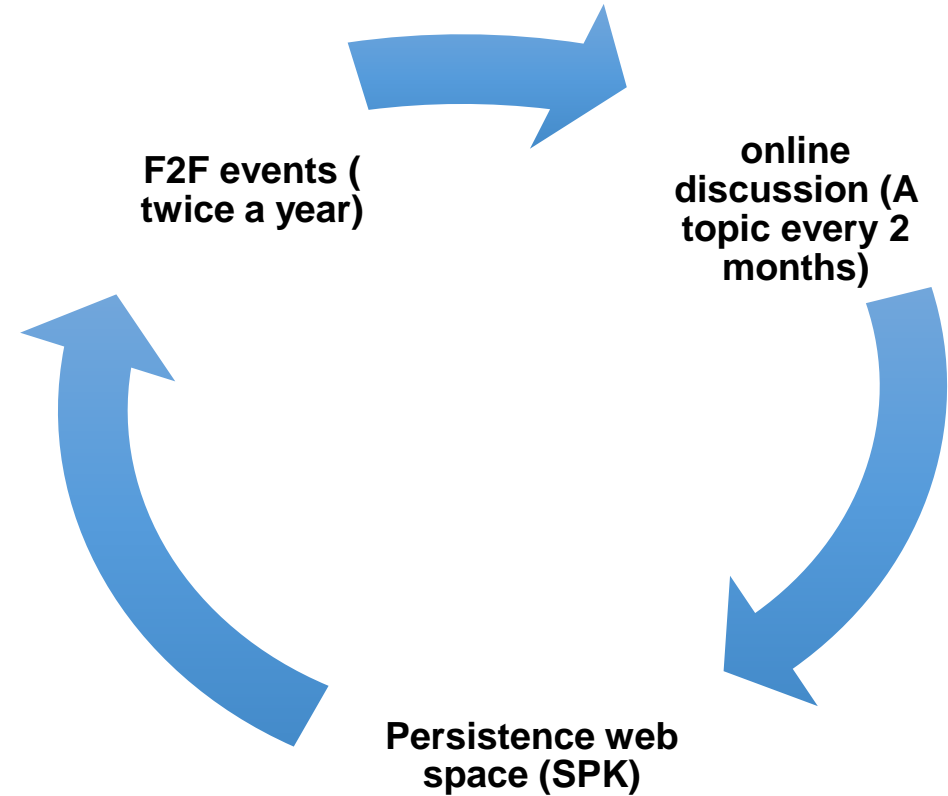 F2F events (
twice a year)
online
discussion (A
topic every 2
months)
Persistence web
space (SPK)